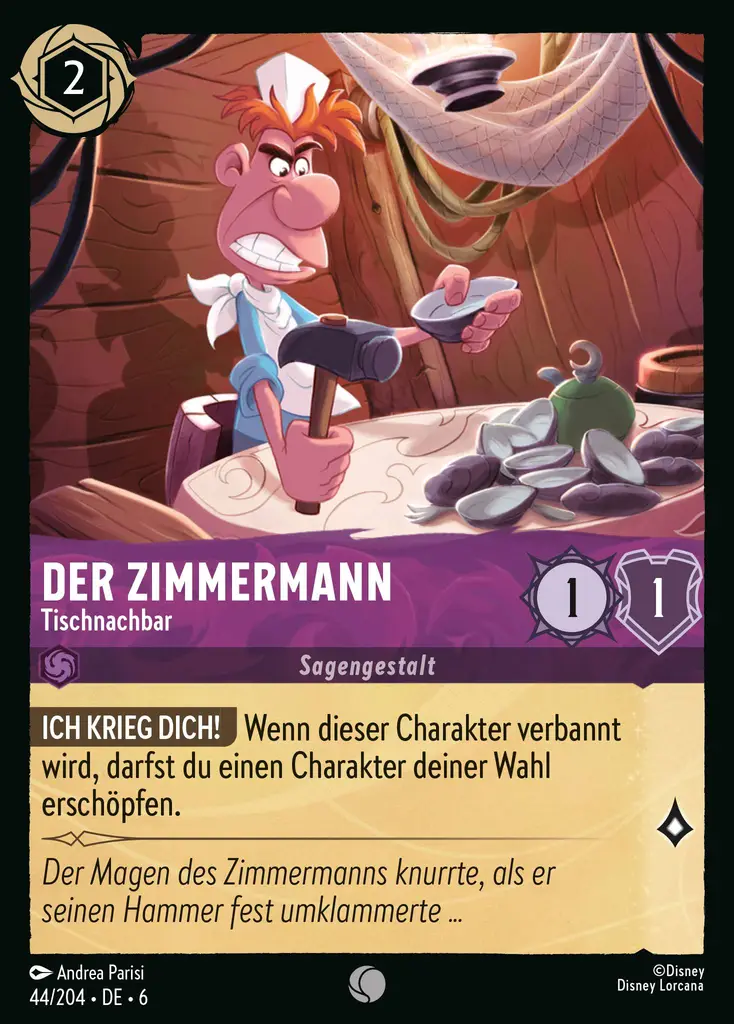 2
DER ZIMMERMANN
Tischnachbar
1
1
Sagengestalt
ICH KRIEG DICH! Wenn dieser Charakter verbannt
wird, darfst du einen Charakter deiner Wahl
erschöpfen.
Der Magen des Zimmermanns knurrte, als er
seinen Hammer fest umklammerte ...
Andrea Parisi
44/204 • DE • 6
©Disney
Disney Lorcana